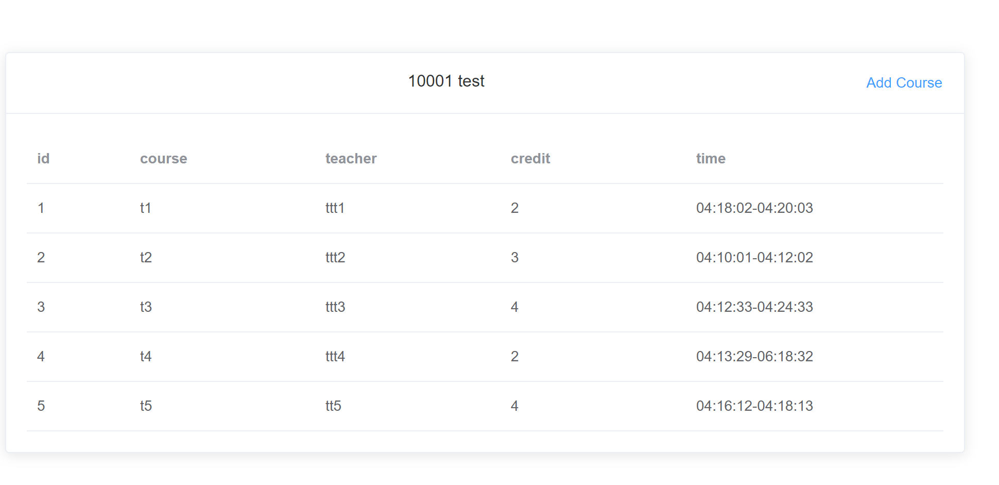 10001 test
Add Course
id course teacher credit time
1 t1 ttt1 2 04:18:02-04:20:03
2 t2 ttt2 3 04:10:01-04:12:02
3 t3 ttt3 4 04:12:33-04:24:33
4 t4 ttt4 2 04:13:29-06:18:32
5 t5 tt5 4 04:16:12-04:18:13